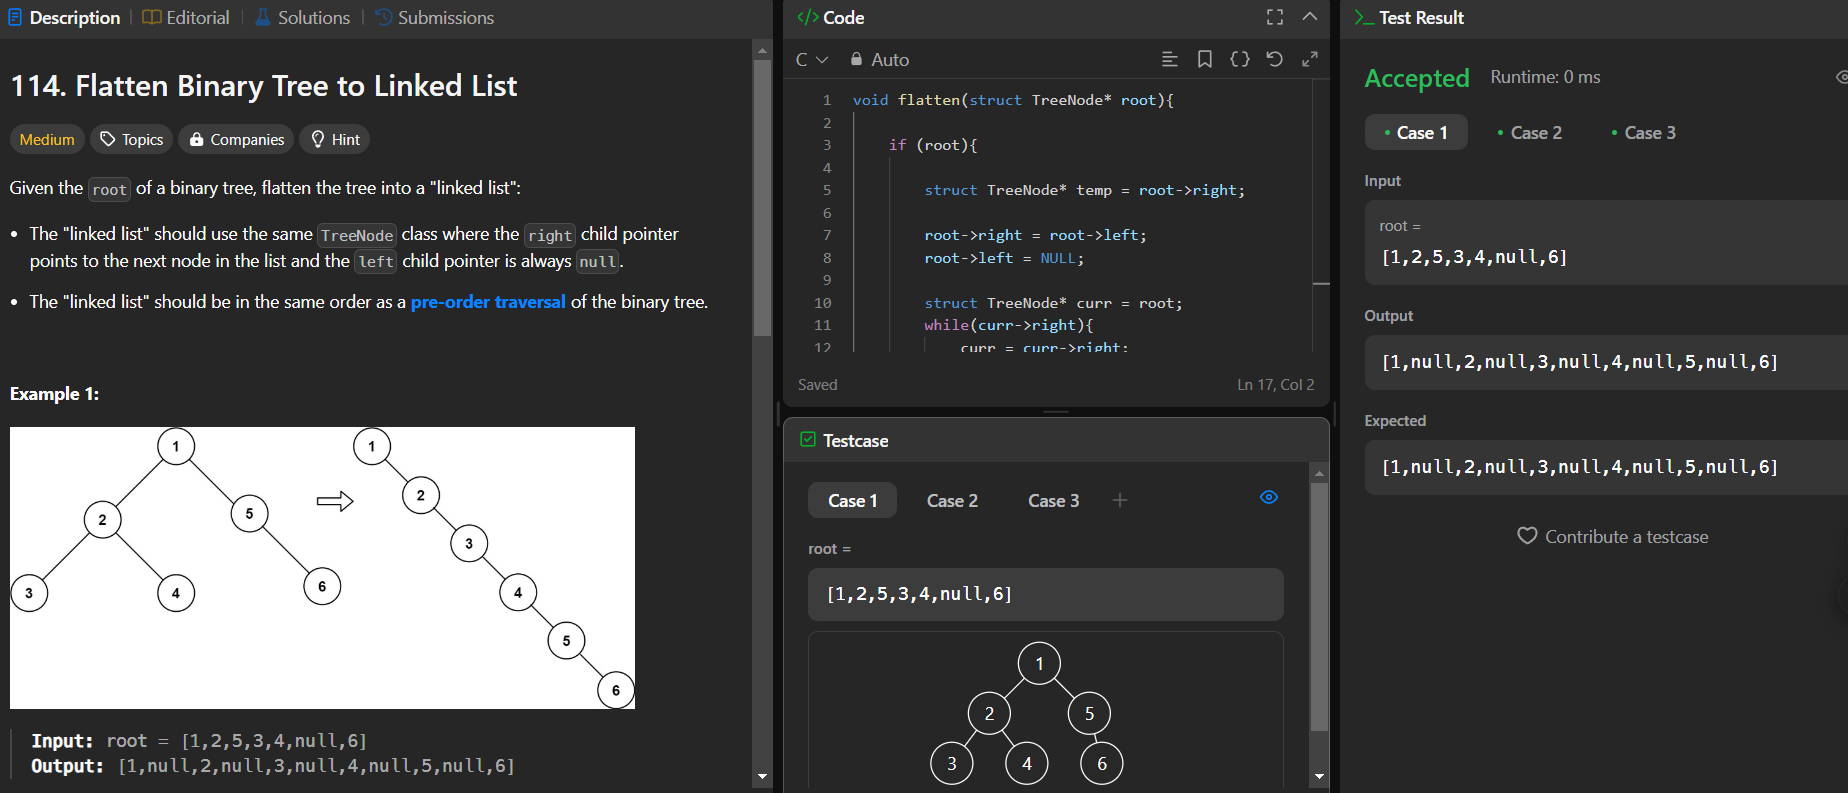 Description
Editorial
Solutions
Submissions
114. Flatten Binary Tree to Linked List
Medium
Topics
Companies
Hint
Given the root of a binary tree, flatten the tree into a "linked list":
• The "linked list" should use the same TreeNode class where the right child pointer
points to the next node in the list and the left child pointer is always null.
• The "linked list" should be in the same order as a pre-order traversal of the binary tree.
Example 1:
1
2
5
3
4
6
1
2
3
4
5
6
Input: root = [1,2,5,3,4,null,6]
Output: [1,null,2,null,3,null,4,null,5,null,6]
</> Code
C
Auto
1 void flatten(struct TreeNode* root){
2
3 if (root){
4
5 struct TreeNode* temp = root->right;
6
7 root->right = root->left;
8 root->left = NULL;
9
10 struct TreeNode* curr = root;
11 while(curr->right){
12 curr = curr->right;
Saved
Ln 17, Col 2
Testcase
Case 1
Case 2
Case 3
+
root =
[1,2,5,3,4,null,6]
1
2
5
3
4
6
Test Result
Accepted
Runtime: 0 ms
• Case 1
• Case 2
• Case 3
Input
root =
[1,2,5,3,4,null,6]
Output
[1,null,2,null,3,null,4,null,5,null,6]
Expected
[1,null,2,null,3,null,4,null,5,null,6]
Contribute a testcase